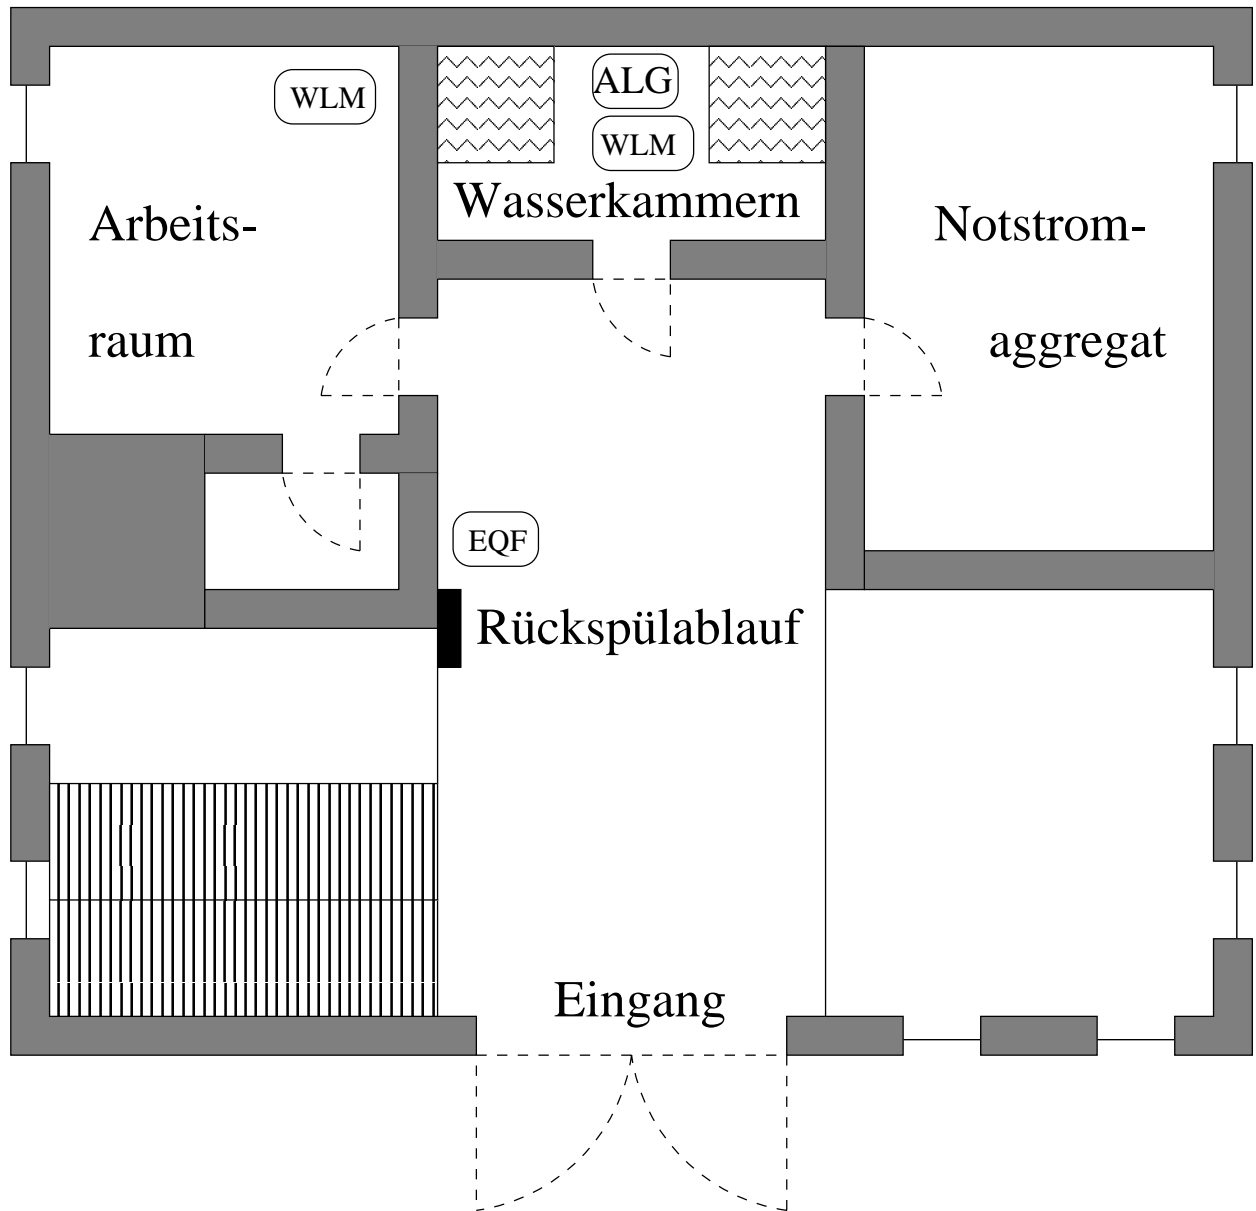 WLM
ALG
WLM
Wasserkammern
Arbeits-
raum
Notstrom-
aggregat
EQF
Rückspülablauf
Eingang